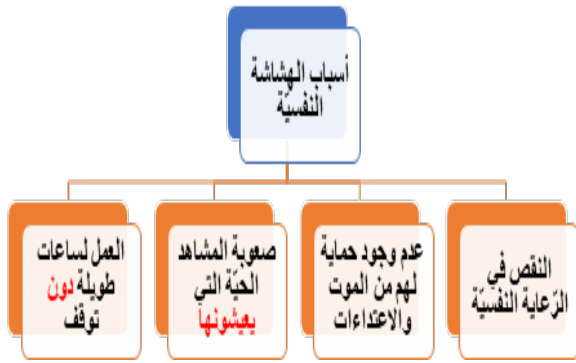 أسباب الهشاشة
النفسيّة
النقص في
الرّعاية النفسيّة
عدم وجود حماية
لهم من الموت
والاعتداءات
صعوبة المشاهد
الحيّة التي
يعيشونها
العمل لساعات
طويلة دون
توقف